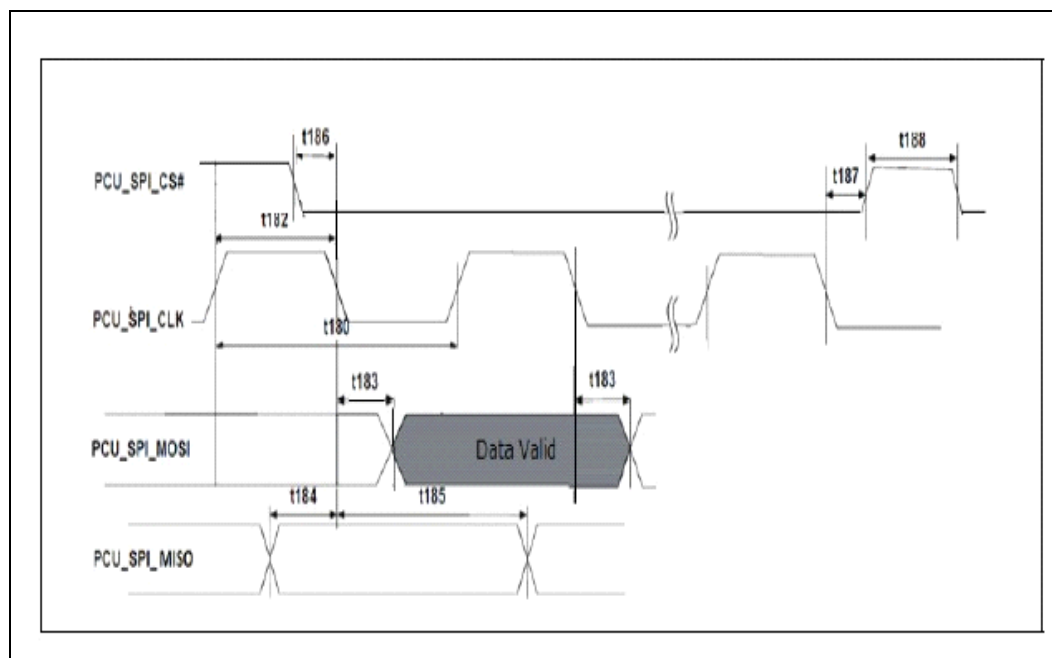 t186
t188
PCU_SPI_CS#
t187
t182
PCU_SPI_CLK
t180
t183
t183
PCU_SPI_MOSI
Data Valid
t184
t185
PCU_SPI_MISO